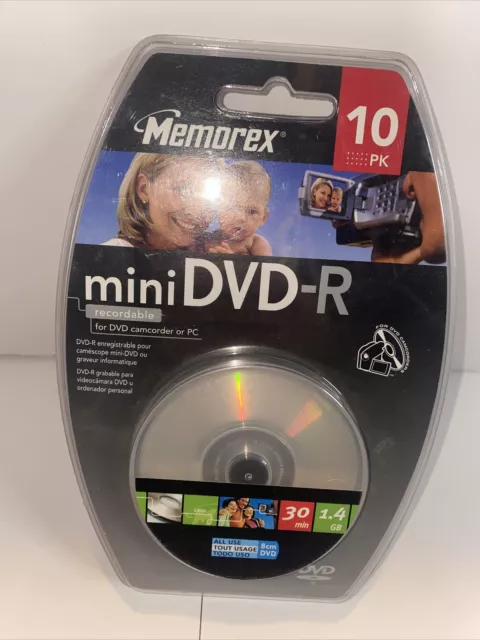 Memorex®
10
PK
mini DVD-R
recordable
for DVD camcorder or PC
DVD-R enregistrable pour
caméscope mini-DVD ou
graveur informatique
DVD-R grabable para
videocámara DVD u
ordenador personal
FOR DVD CAMCORDERS
30
min
1.4
GB
ALL USE
TOUT USAGE
TODO USO
8cm
DVD
DVD